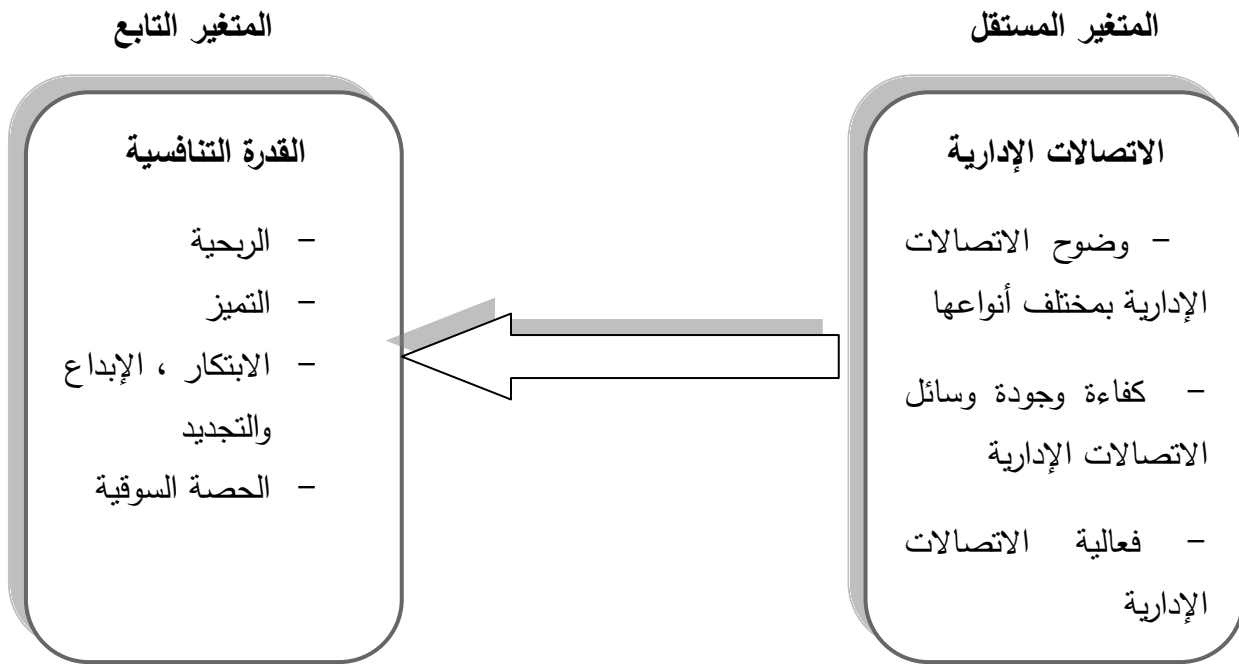 المتغير المستقل
الاتصالات الإدارية
- وضوح الاتصالات
الإدارية بمختلف أنواعها
- كفاءة وجودة وسائل
الاتصالات الإدارية
- فعالية الاتصالات
الإدارية
المتغير التابع
القدرة التنافسية
- الربحية
- التميز
- الابتكار ، الإبداع
والتجديد
- الحصة السوقية